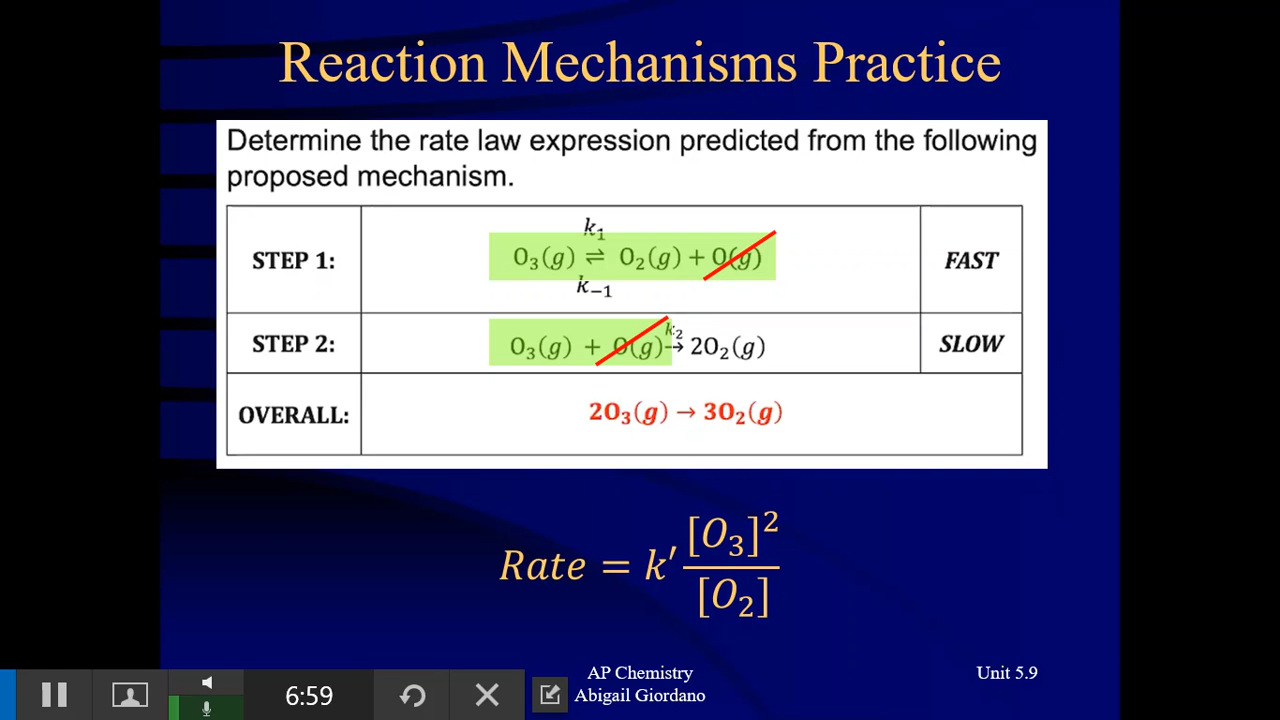 Reaction Mechanisms Practice
Determine the rate law expression predicted from the following
proposed mechanism.
k₁
STEP 1: O₃(g) ⇌ O₂(g) + O(g) FAST
k₋₁
k₂
STEP 2: O₃(g) + O(g) → 2O₂(g) SLOW
OVERALL: 2O₃(g) → 3O₂(g)
Rate = k′ [O₃]²/[O₂]
AP Chemistry
Abigail Giordano
Unit 5.9
6:59